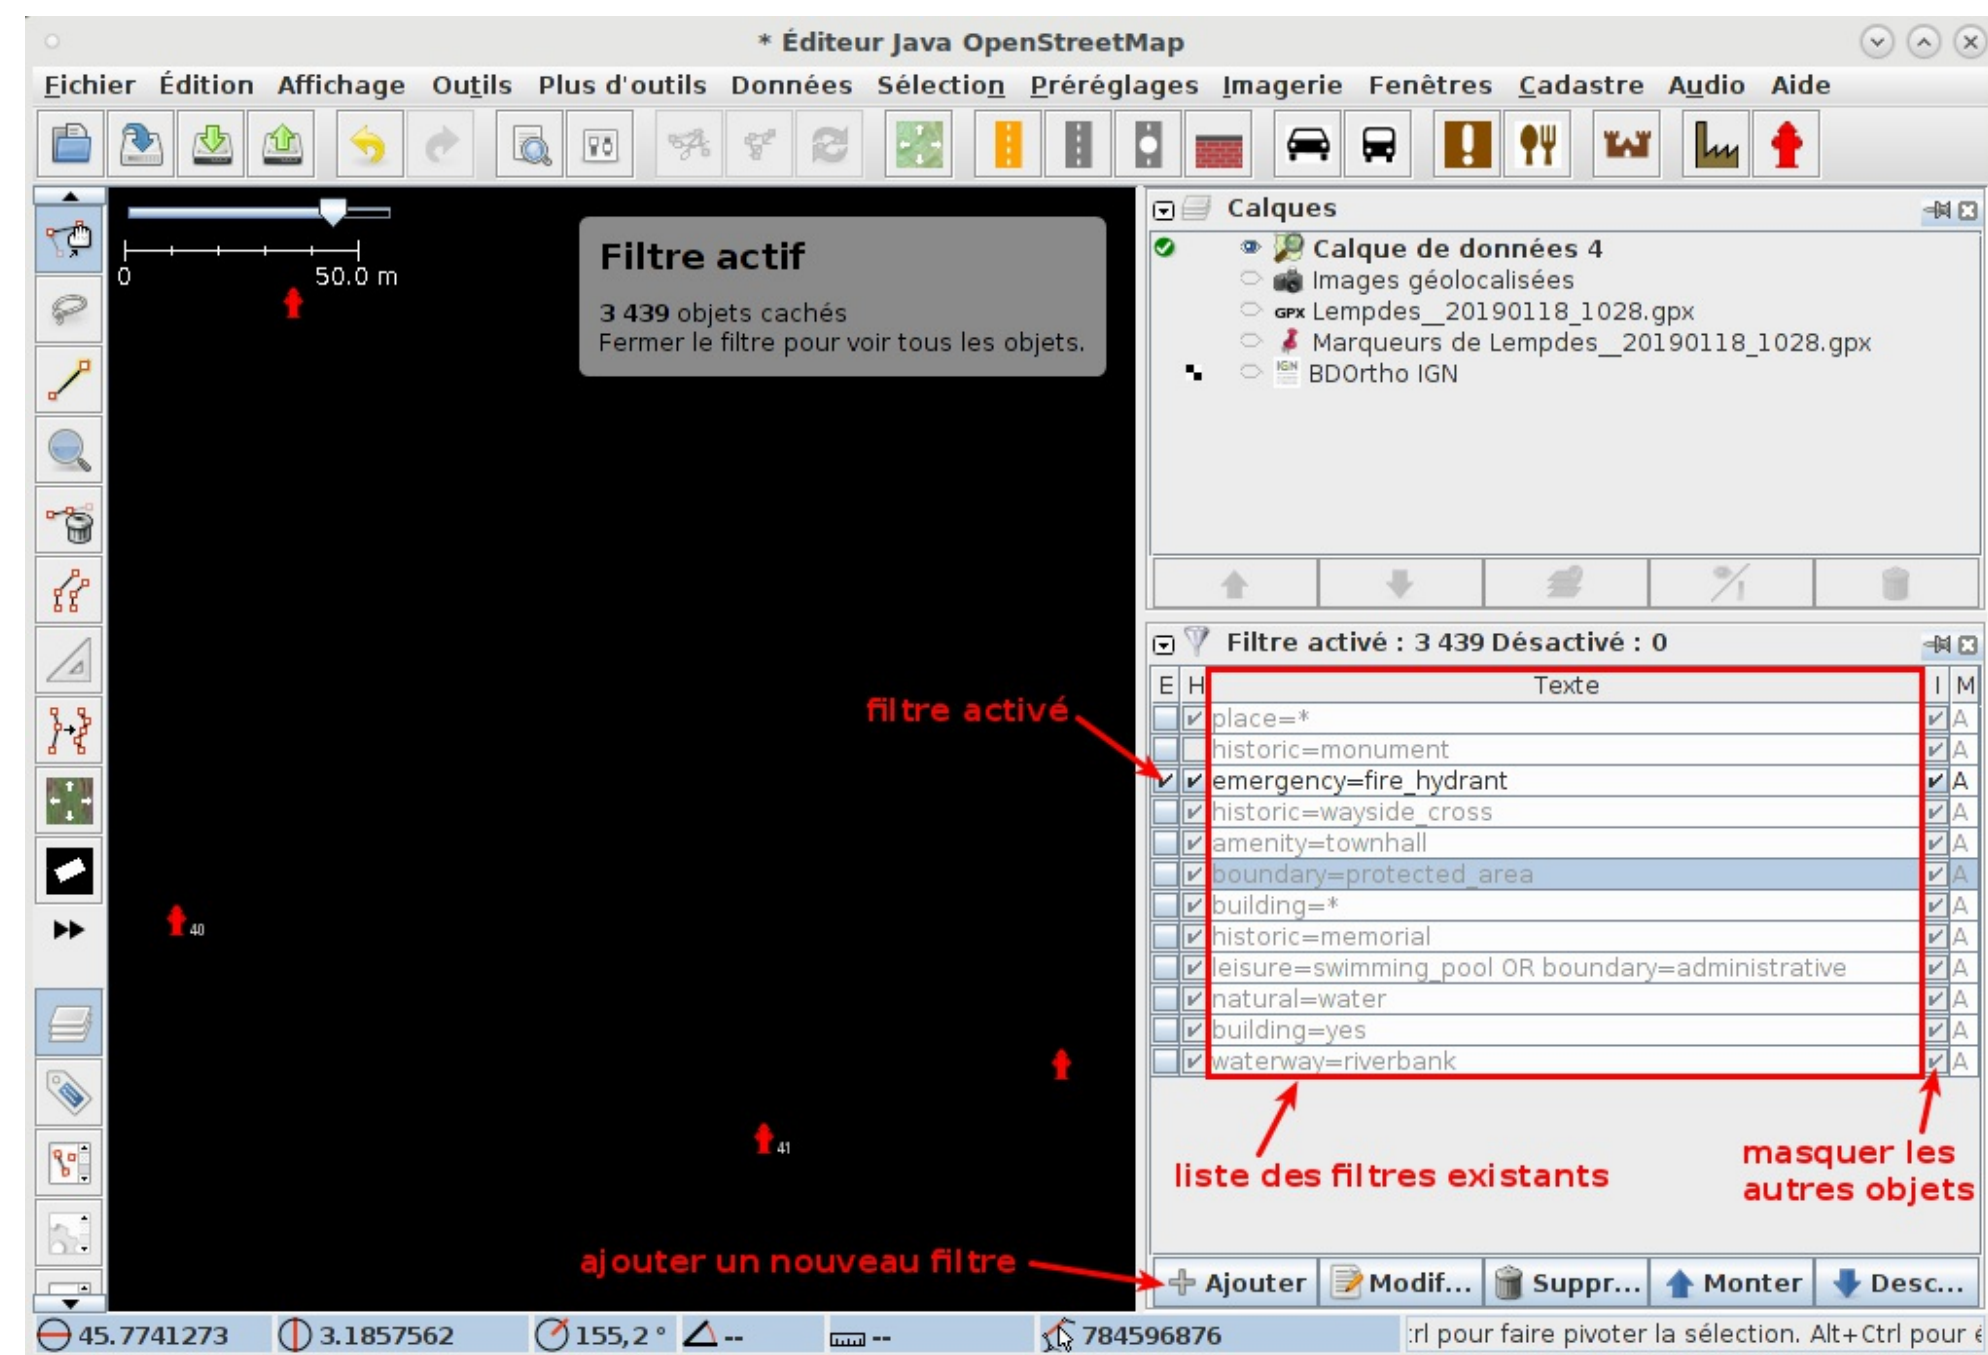 * Éditeur Java OpenStreetMap
Fichier Édition Affichage Outils Plus d'outils Données Sélection Préréglages Imagerie Fenêtres Cadastre Audio Aide
0 50.0 m
Filtre actif
3 439 objets cachés
Fermer le filtre pour voir tous les objets.
40
41
Calques
Calque de données 4
Images géolocalisées
GPX Lempdes__20190118_1028.gpx
Marqueurs de Lempdes__20190118_1028.gpx
IGN BDOrtho IGN
Filtre activé : 3 439 Désactivé : 0
E H Texte I M
place=* A
historic=monument A
emergency=fire_hydrant A
historic=wayside_cross A
amenity=townhall A
boundary=protected_area A
building=* A
historic=memorial A
leisure=swimming_pool OR boundary=administrative A
natural=water A
building=yes A
waterway=riverbank A
filtre activé
liste des filtres existants
masquer les
autres objets
ajouter un nouveau filtre
Ajouter Modif... Suppr... Monter Desc...
45.7741273 3.1857562 155,2 ° -- -- 784596876 :rl pour faire pivoter la sélection. Alt+Ctrl pour é